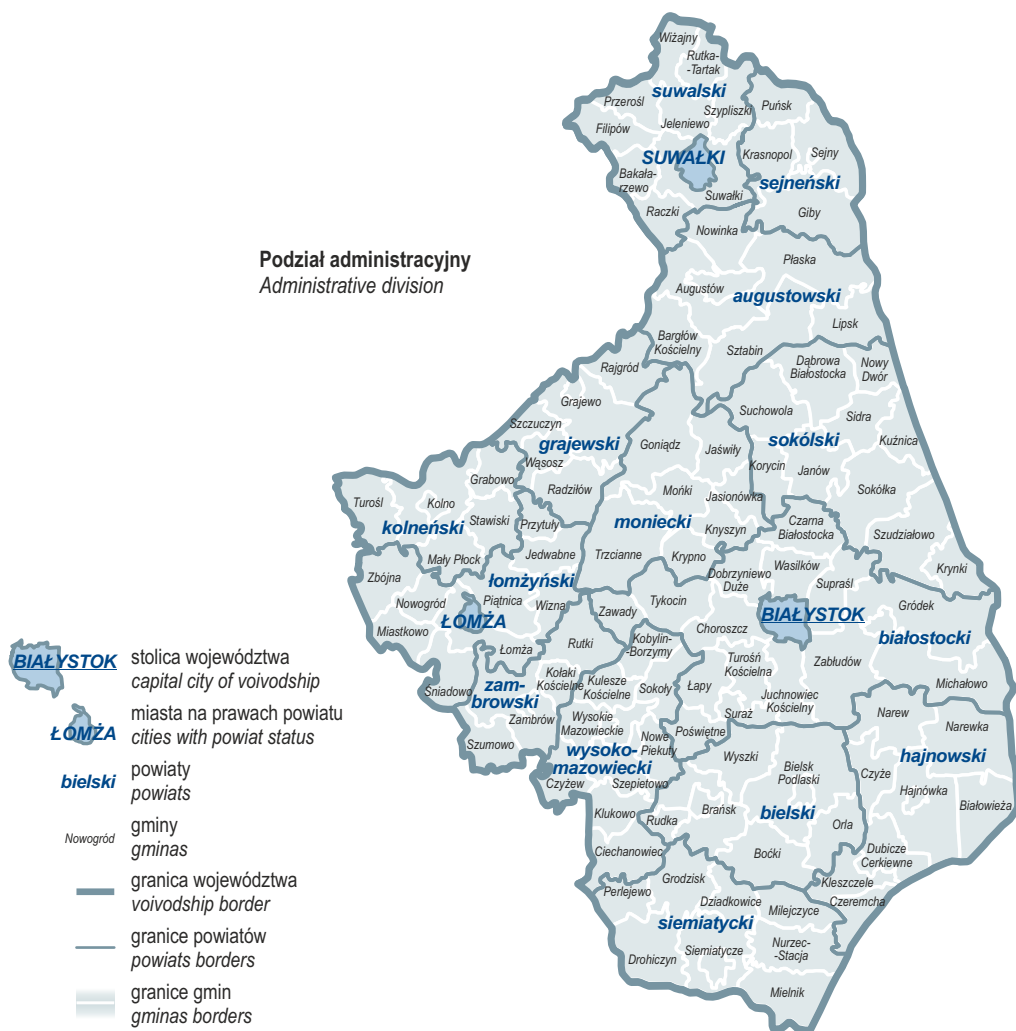 Wiżajny
Rutka-
-Tartak
suwalski
Przerośl
Szypliszki
Puńsk
Filipów
Jeleniewo
SUWAŁKI
Krasnopol
Sejny
Bakała-
rzewo
sejneński
Suwałki
Raczki
Giby
Nowinka
Podział administracyjny
Administrative division
Płaska
Augustów
augustowski
Lipsk
Bargłów
Kościelny
Sztabin
Rajgród
Dąbrowa
Białostocka
Nowy
Dwór
Grajewo
Suchowola
Sidra
Szczuczyn
grajewski
Goniądz
Jaświły
sokólski
Kuźnica
Wąsosz
Korycin
Janów
Grabowo
Radziłów
Mońki
Jasionówka
Sokółka
Turośl
Kolno
kolneński
Stawiski
Przytuły
moniecki
Knyszyn
Czarna
Białostocka
Szudziałowo
Mały Płock
Jedwabne
Trzcianne
Krypno
Wasilków
Krynki
Zbójna
łomżyński
Dobrzyniewo
Duże
Supraśl
Nowogród
Piątnica
Wizna
Zawady
Tykocin
BIAŁYSTOK
Gródek
ŁOMŻA
Miastkowo
Choroszcz
białostocki
Łomża
Rutki
Kobylin-
-Borzymy
Turośń
Kościelna
Zabłudów
Śniadowo
zam-
browski
Kołaki
Kościelne
Kulesze
Kościelne
Sokoły
Łapy
Juchnowiec
Kościelny
Michałowo
Zambrów
Wysokie
Mazowieckie
Suraż
Narew
Narewka
Szumowo
Nowe
Piekuty
Poświętne
wysoko-
mazowiecki
Wyszki
Bielsk
Podlaski
hajnowski
Czyżew
Szepietowo
Czyże
Hajnówka
Białowieża
Klukowo
Rudka
Brańsk
bielski
Orla
Ciechanowiec
Boćki
Dubicze
Cerkiewne
Kleszczele
Grodzisk
Perlejewo
Dziadkowice
Czeremcha
siemiatycki
Milejczyce
Drohiczyn
Siemiatycze
Nurzec-
-Stacja
Mielnik
BIAŁYSTOK
stolica województwa
capital city of voivodship
ŁOMŻA
miasta na prawach powiatu
cities with powiat status
bielski
powiaty
powiats
Nowogród
gminy
gminas
granica województwa
voivodship border
granice powiatów
powiats borders
granice gmin
gminas borders